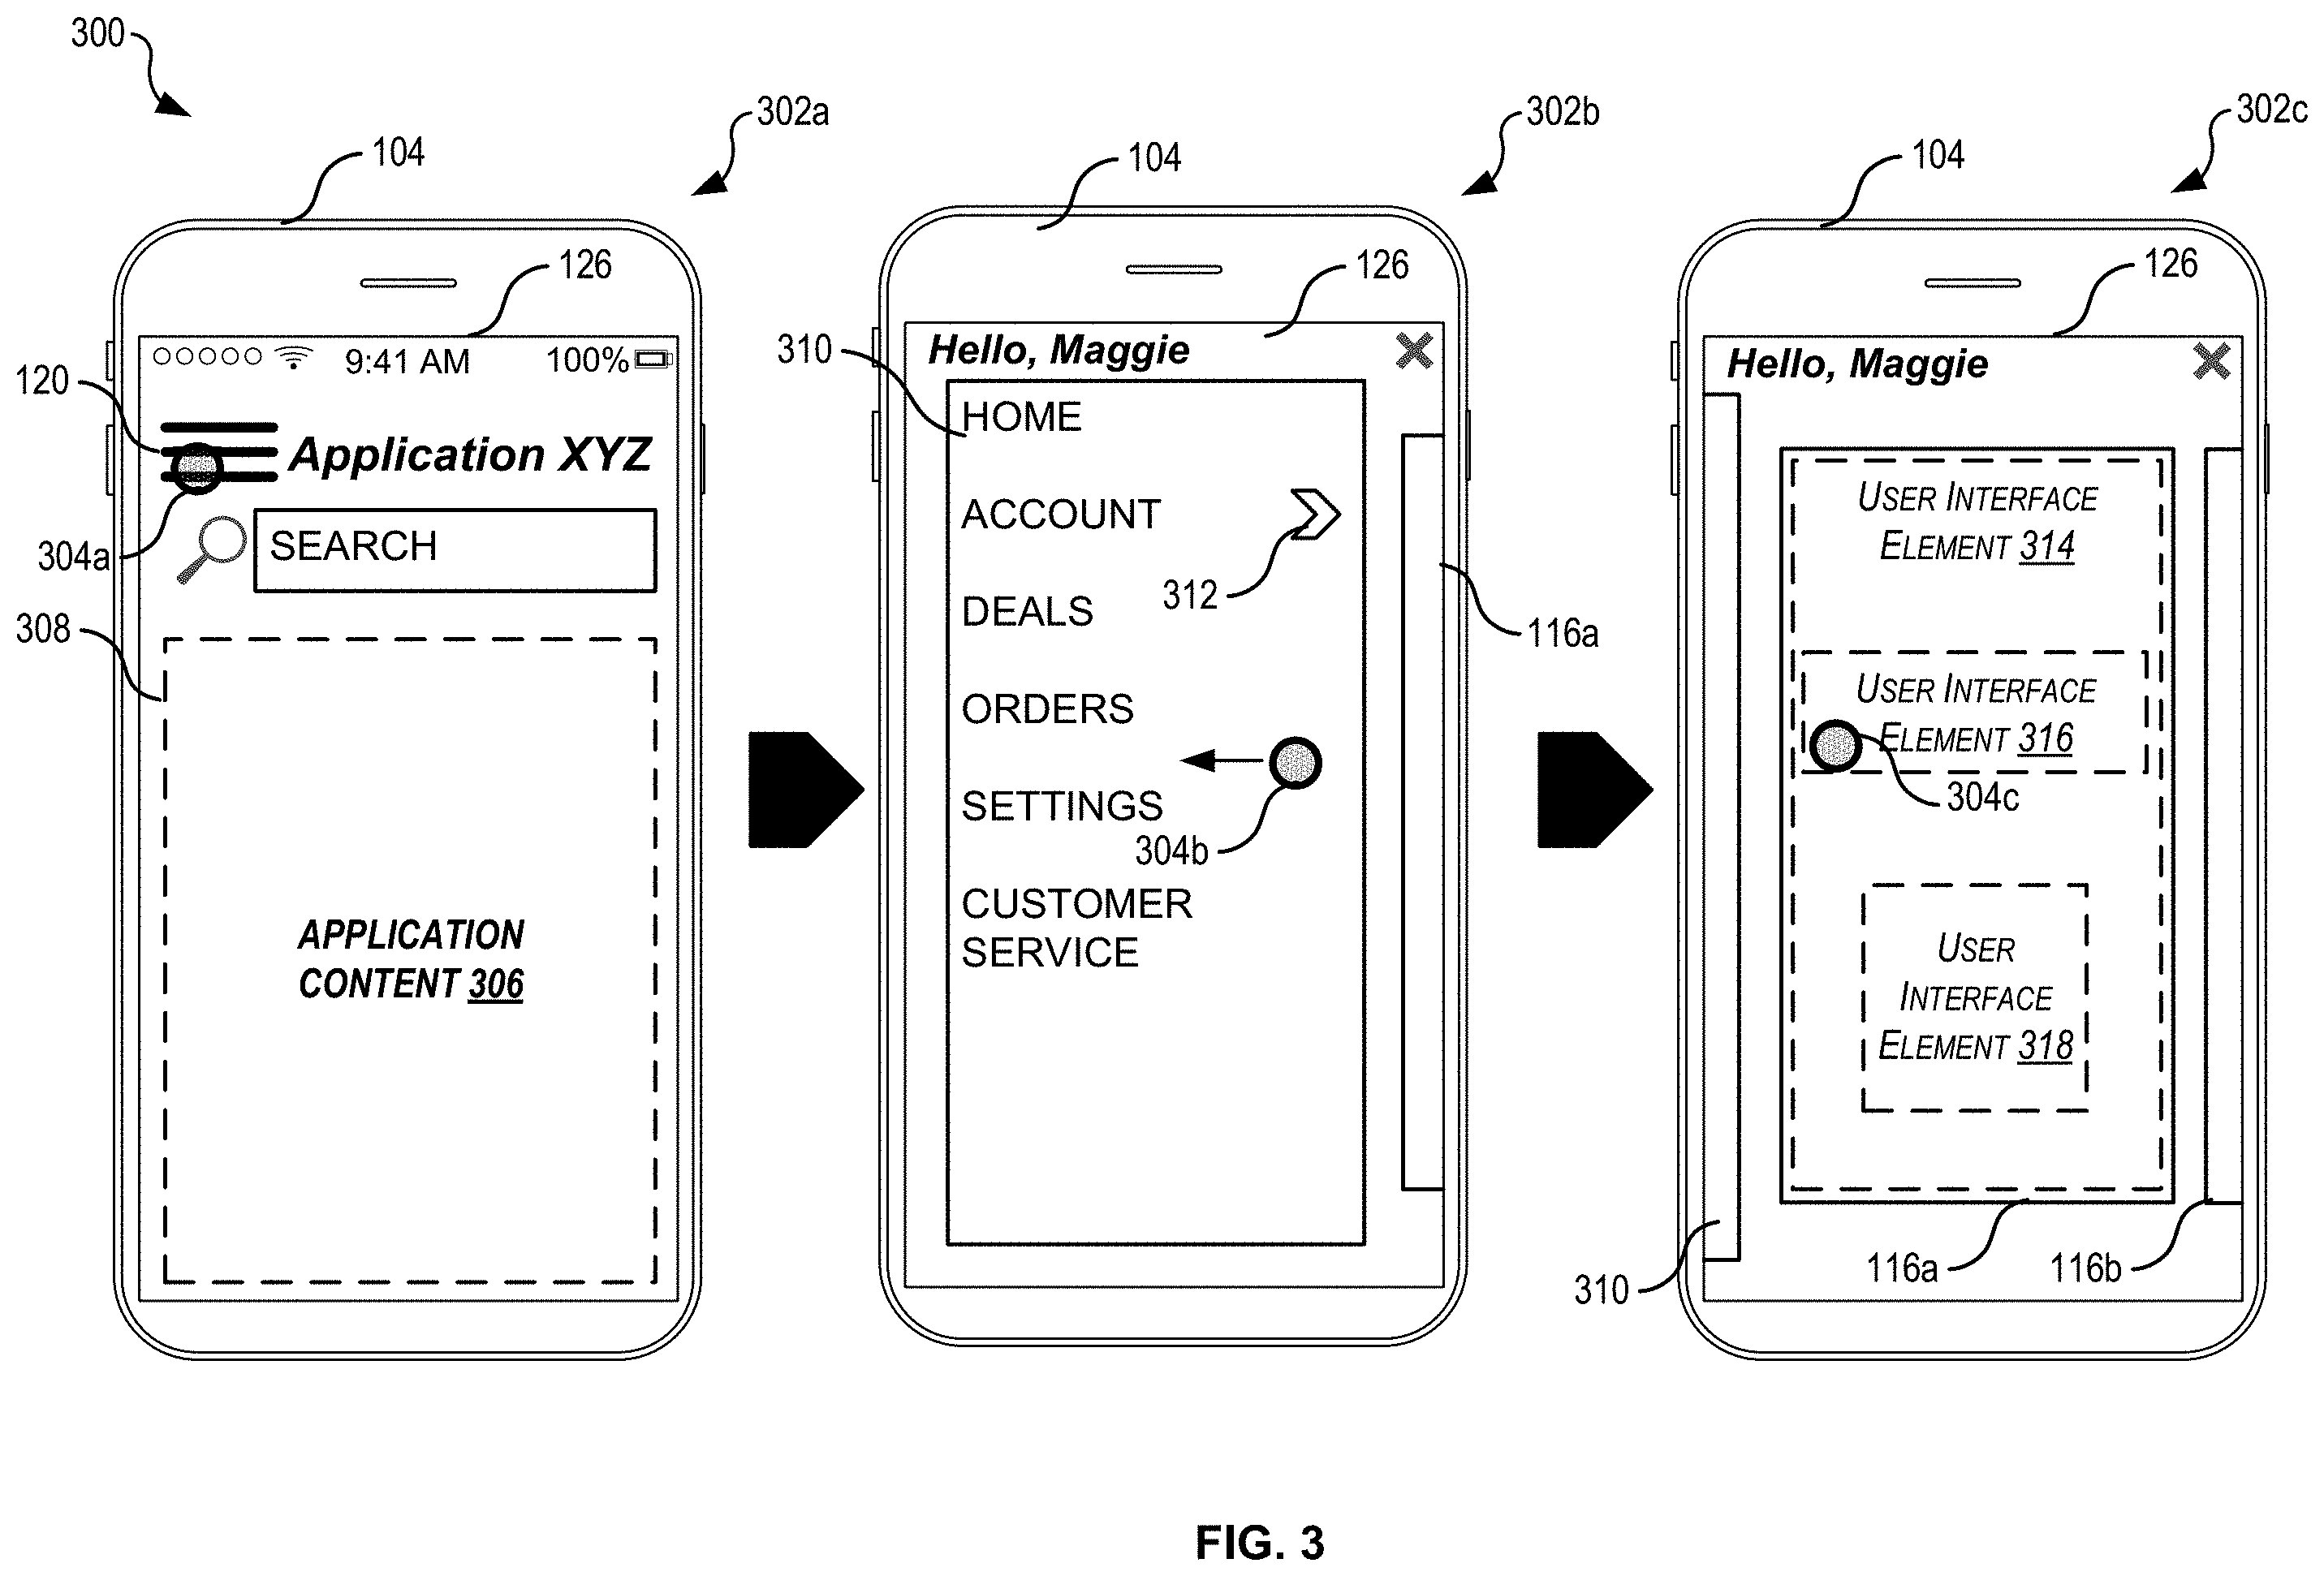 300
302a
104
126
9:41 AM
100%
120
Application XYZ
304a
SEARCH
308
APPLICATION
CONTENT 306
302b
104
126
310
Hello, Maggie
HOME
ACCOUNT
312
DEALS
116a
ORDERS
SETTINGS
304b
CUSTOMER
SERVICE
302c
104
126
Hello, Maggie
USER INTERFACE
ELEMENT 314
USER INTERFACE
ELEMENT 316
304c
USER
INTERFACE
ELEMENT 318
310
116a
116b
FIG. 3